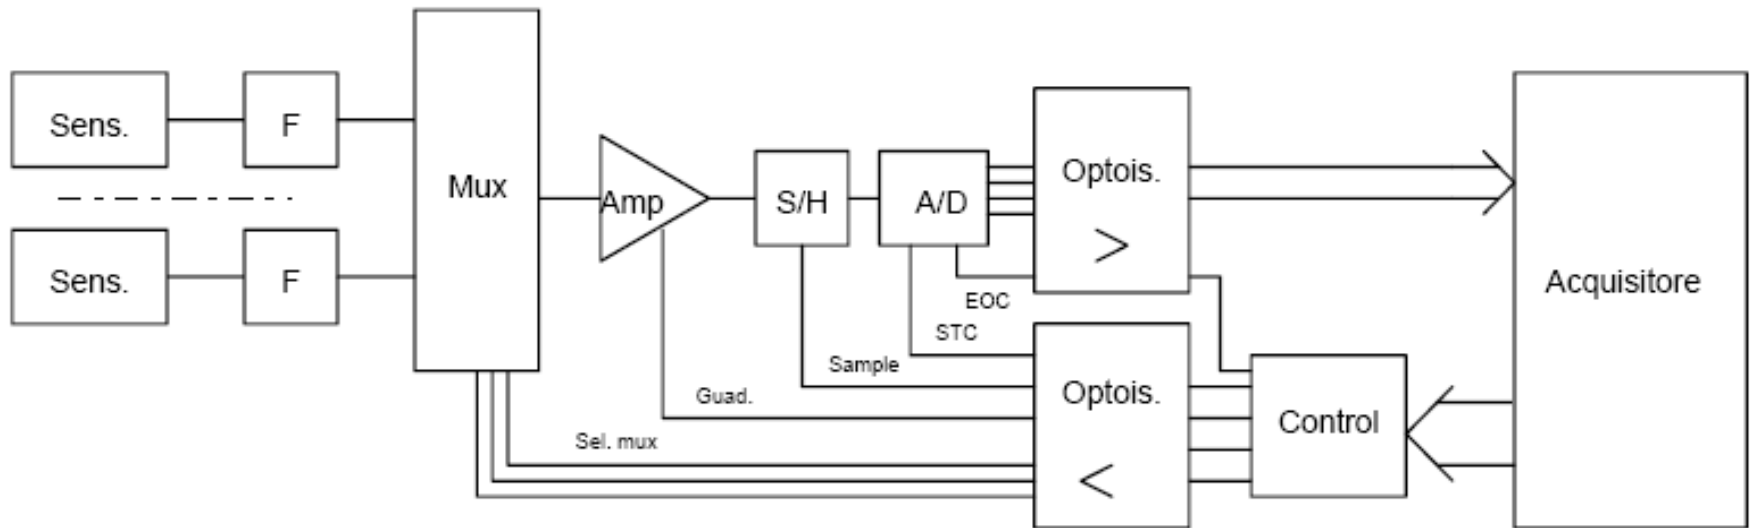 Sens.
F
Mux
Amp
S/H
A/D
Optois.
>
Acquisitore
Sens.
F
EOC
STC
Sample
Guad.
Sel. mux
Optois.
<
Control